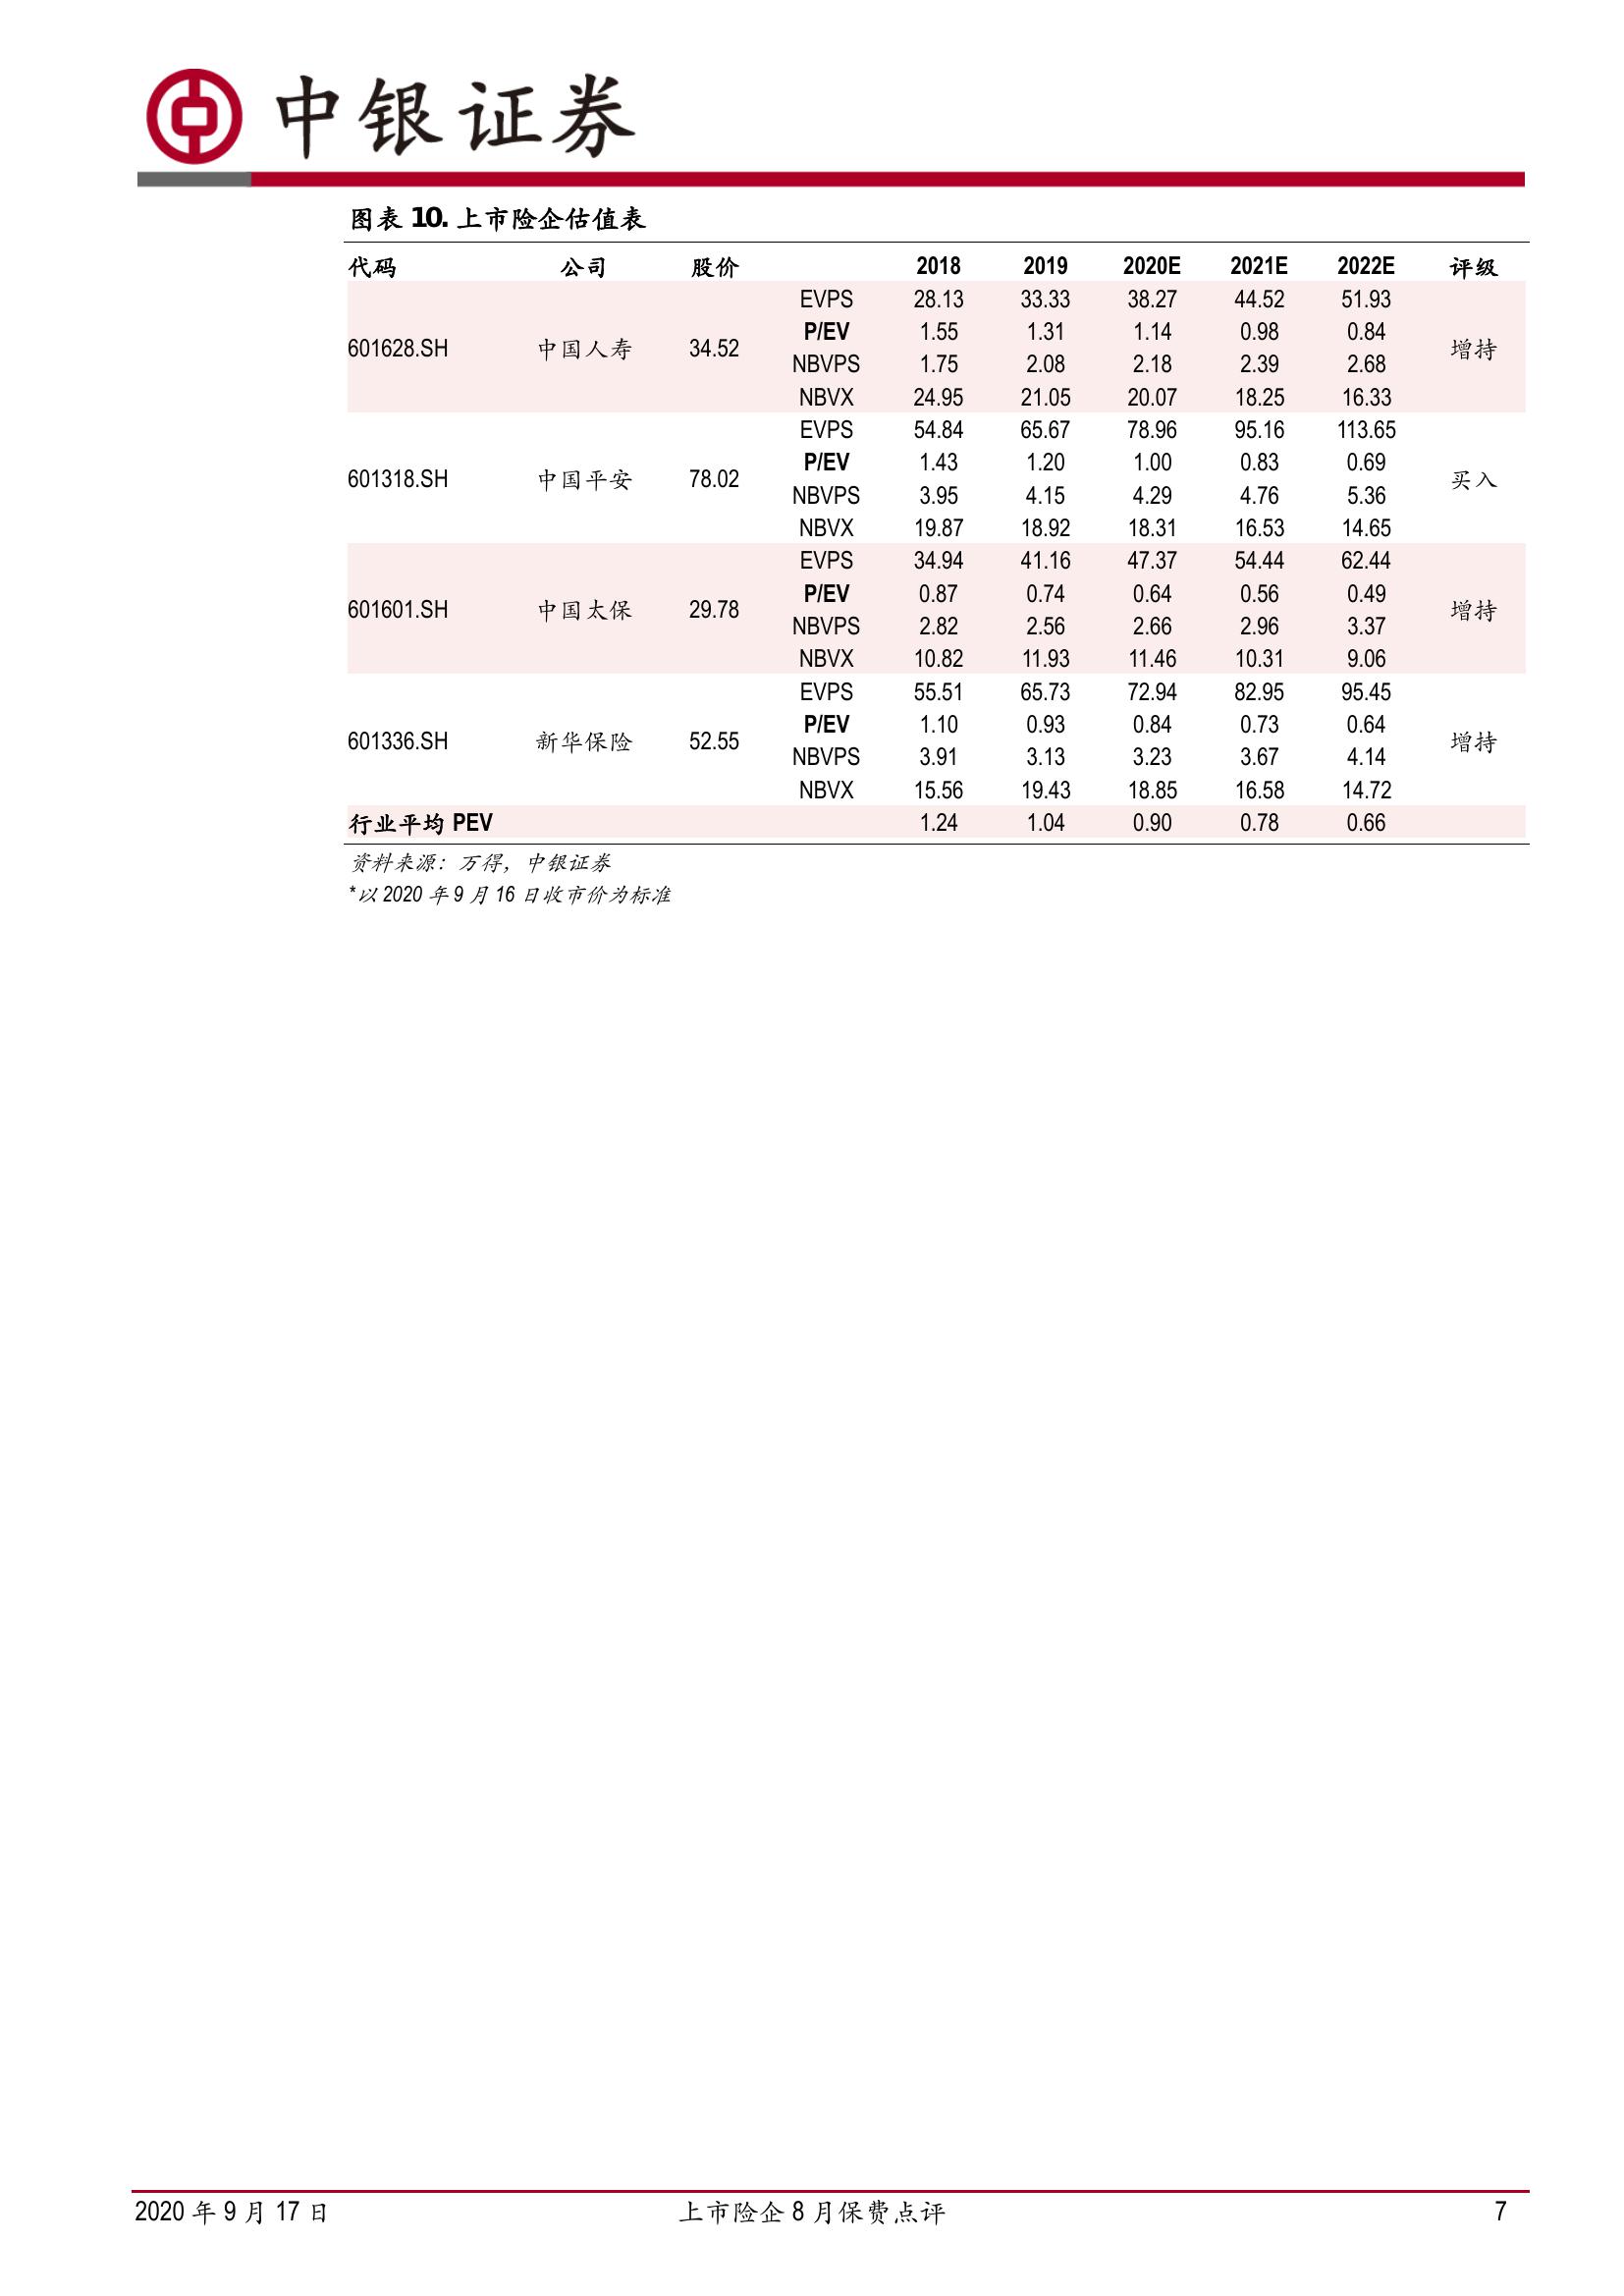 中银证券
图表 10. 上市险企估值表
代码 公司 股价 2018 2019 2020E 2021E 2022E 评级
EVPS 28.13 33.33 38.27 44.52 51.93
P/EV 1.55 1.31 1.14 0.98 0.84
601628.SH 中国人寿 34.52 增持
NBVPS 1.75 2.08 2.18 2.39 2.68
NBVX 24.95 21.05 20.07 18.25 16.33
EVPS 54.84 65.67 78.96 95.16 113.65
P/EV 1.43 1.20 1.00 0.83 0.69
601318.SH 中国平安 78.02 买入
NBVPS 3.95 4.15 4.29 4.76 5.36
NBVX 19.87 18.92 18.31 16.53 14.65
EVPS 34.94 41.16 47.37 54.44 62.44
P/EV 0.87 0.74 0.64 0.56 0.49
601601.SH 中国太保 29.78 增持
NBVPS 2.82 2.56 2.66 2.96 3.37
NBVX 10.82 11.93 11.46 10.31 9.06
EVPS 55.51 65.73 72.94 82.95 95.45
P/EV 1.10 0.93 0.84 0.73 0.64
601336.SH 新华保险 52.55 增持
NBVPS 3.91 3.13 3.23 3.67 4.14
NBVX 15.56 19.43 18.85 16.58 14.72
行业平均 PEV 1.24 1.04 0.90 0.78 0.66
资料来源：万得，中银证券
*以 2020 年 9 月 16 日收市价为标准
2020 年 9 月 17 日 上市险企 8 月保费点评 7